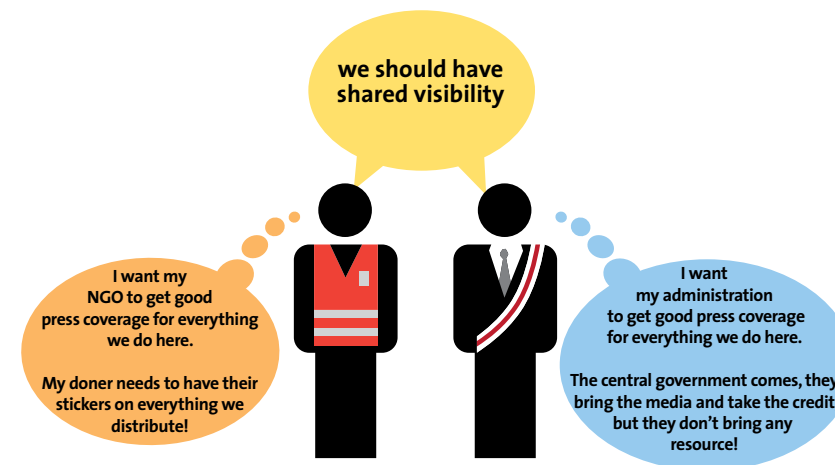 we should have
shared visibility
I want my
NGO to get good
press coverage for everything
we do here.
My doner needs to have their
stickers on everything we
distribute!
I want
my administration
to get good press coverage
for everything we do here.
The central government comes, they
bring the media and take the credit
but they don't bring any
resource!